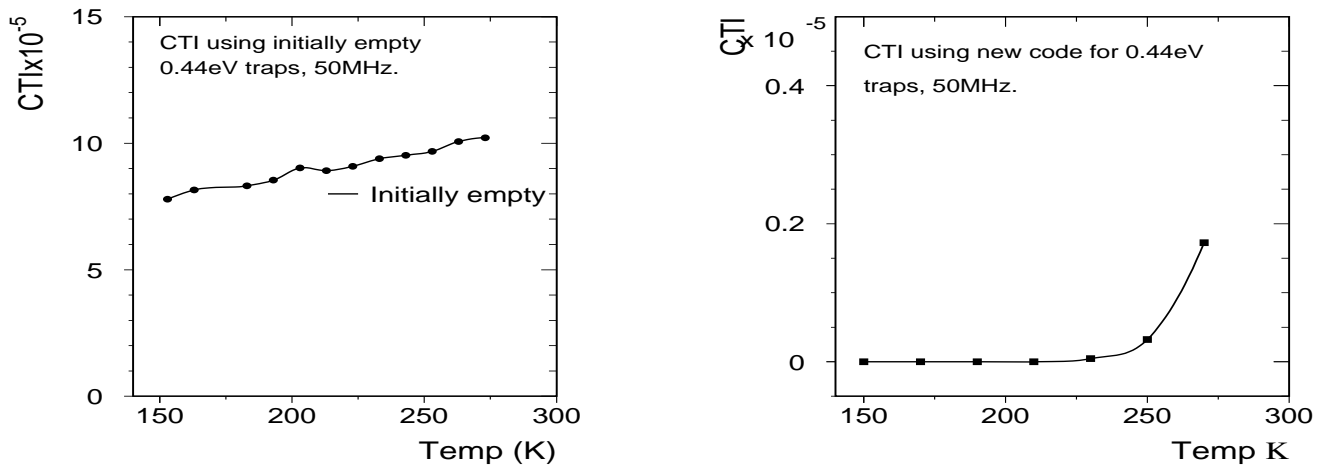 CTIx10-5
15
10
5
0
CTI using initially empty
0.44eV traps, 50MHz.
Initially empty
150 200 250 300
Temp (K)
CTI
x 10 -5
0.4
0.2
0
CTI using new code for 0.44eV
traps, 50MHz.
150 200 250 300
Temp K